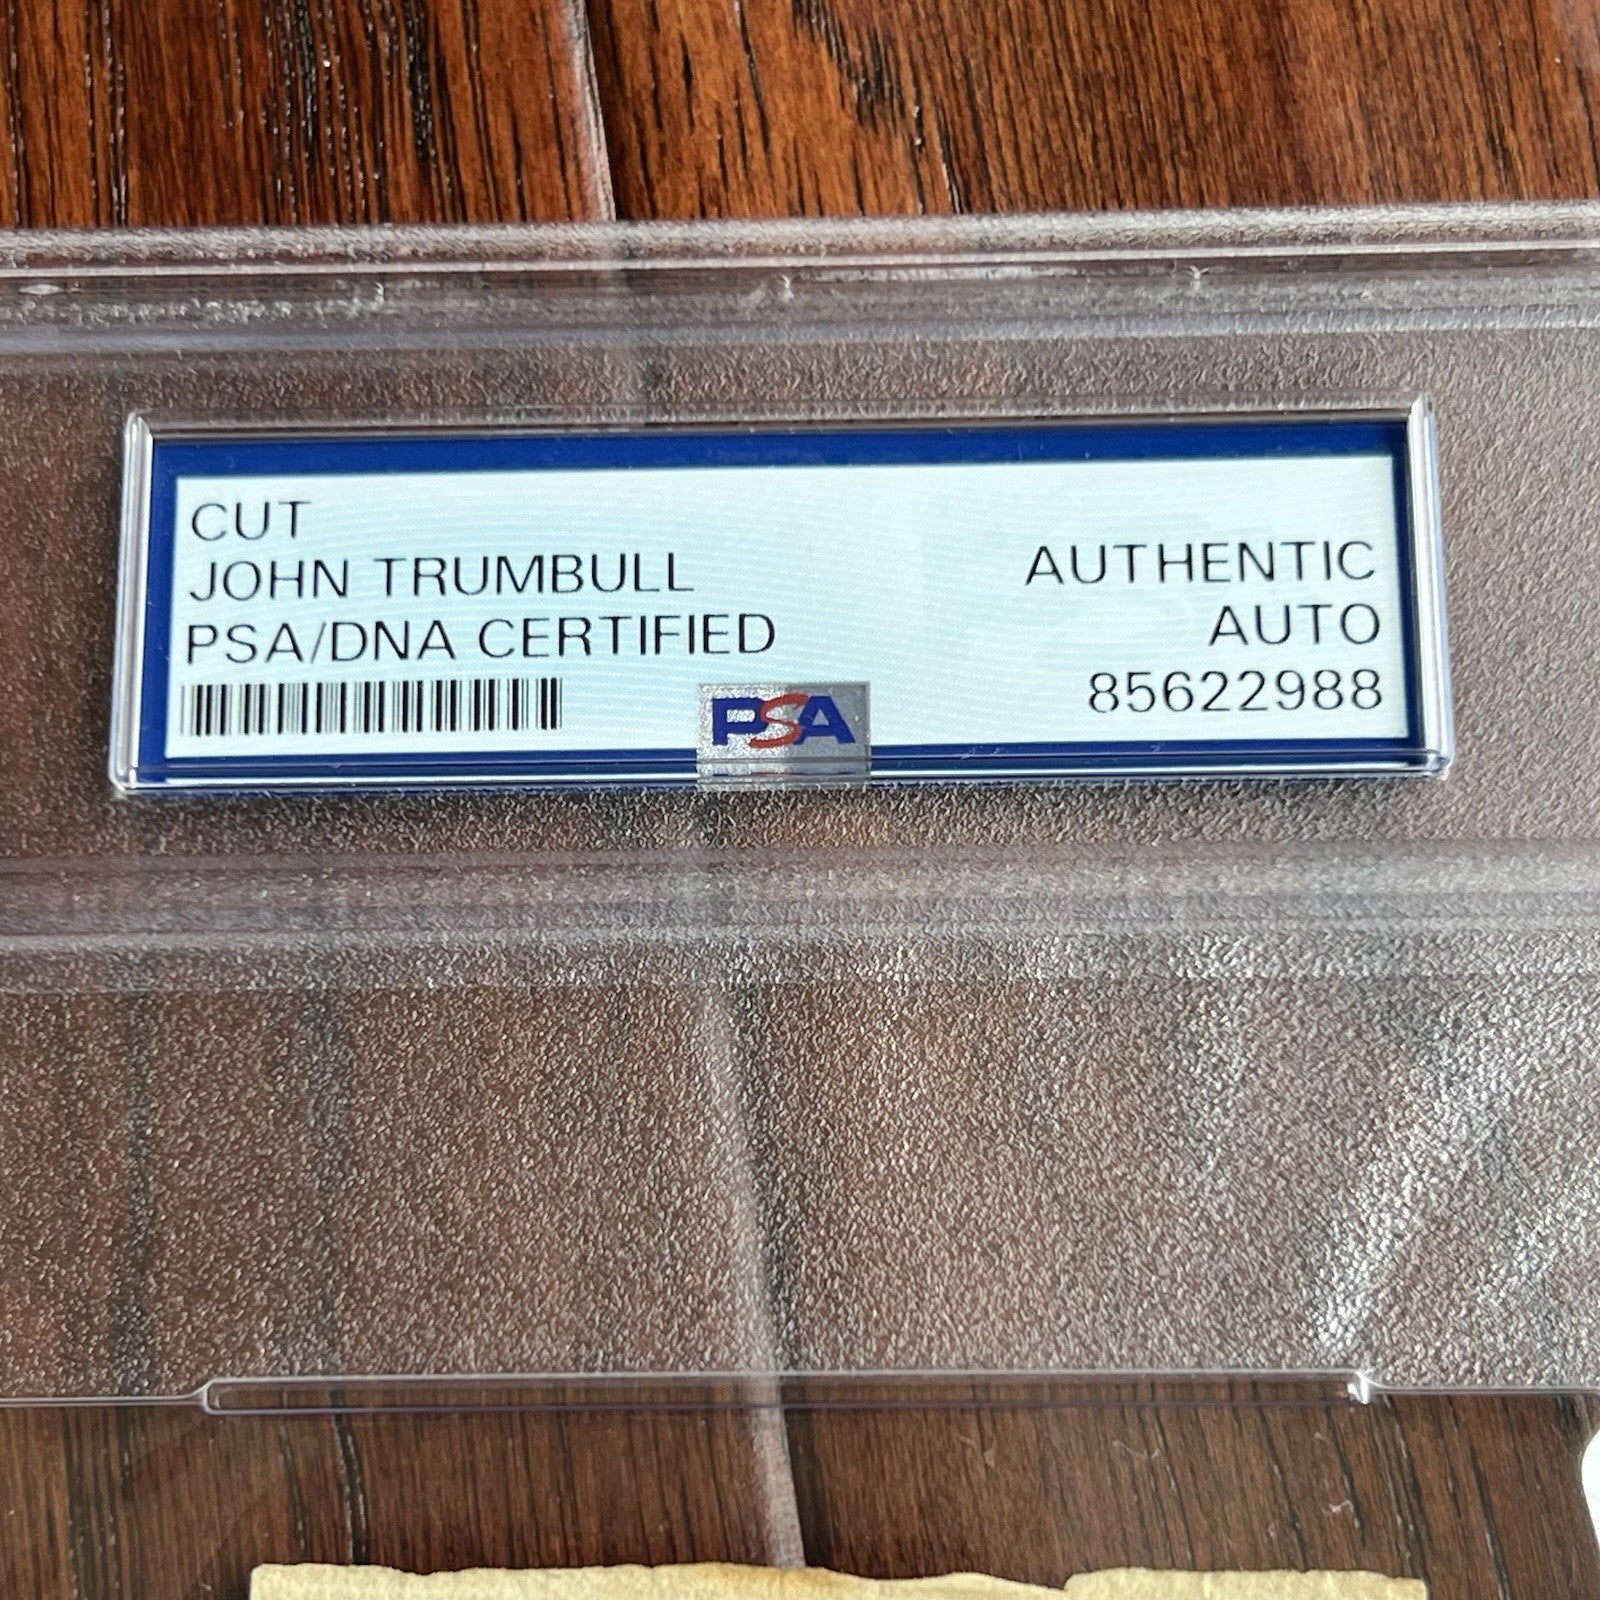 CUT
JOHN TRUMBULL
PSA/DNA CERTIFIED
AUTHENTIC
AUTO
85622988
PSA